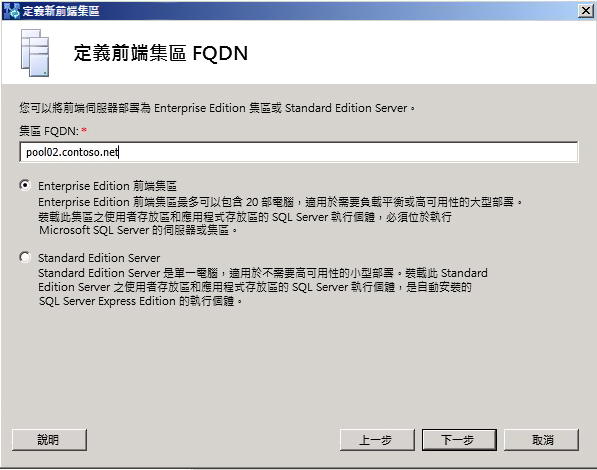 定義新前端集區
定義前端集區 FQDN
您可以將前端伺服器部署為 Enterprise Edition 集區或 Standard Edition Server。
集區 FQDN: *
pool02.contoso.net
Enterprise Edition 前端集區
Enterprise Edition 前端集區最多可以包含 20 部電腦，適用於需要負載平衡或高可用性的大型部署。
裝載此集區之使用者存放區和應用程式存放區的 SQL Server 執行個體，必須位於執行
Microsoft SQL Server 的伺服器或集區。
Standard Edition Server
Standard Edition Server 是單一電腦，適用於不需要高可用性的小型部署。裝載此 Standard
Edition Server 之使用者存放區和應用程式存放區的 SQL Server 執行個體，是自動安裝的
SQL Server Express Edition 的執行個體。
說明
上一步
下一步
取消